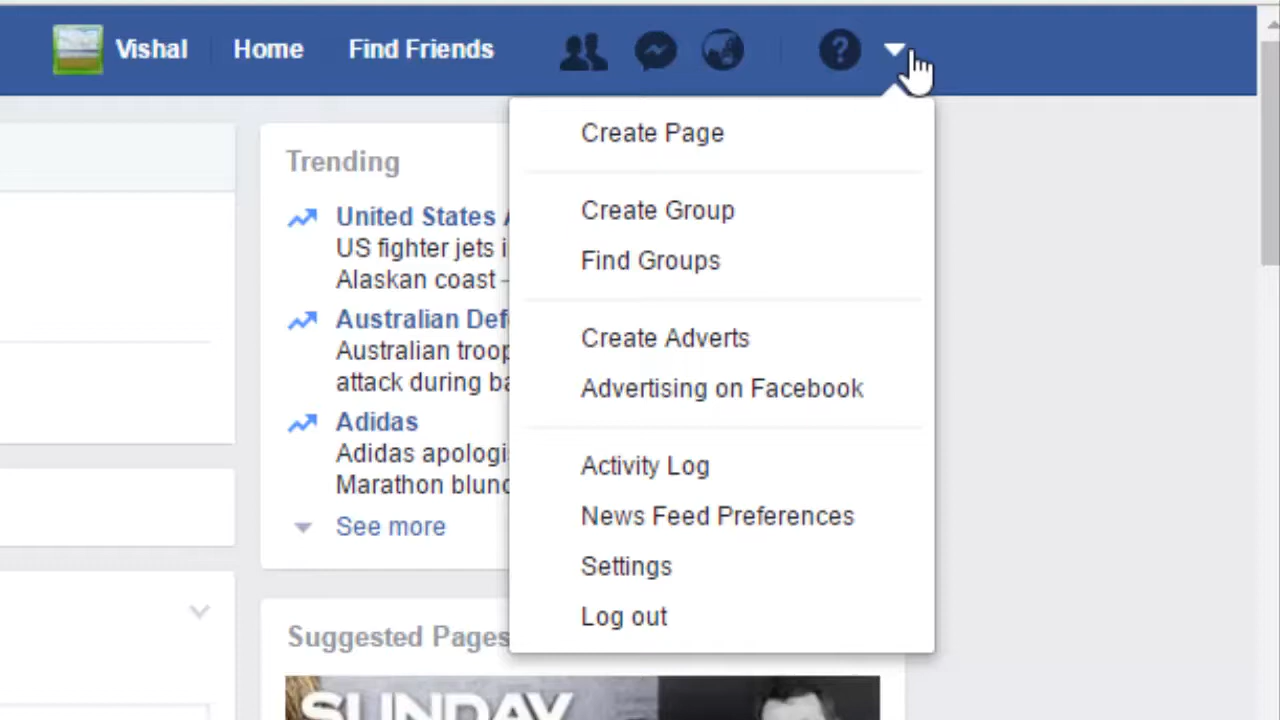 Vishal Home Find Friends ?
Trending
United States
US fighter jets
Alaskan coast -
Australian
Australian
attack during
Adidas
Adidas
Marathon
See more
Suggested Pages
SUNDAY
Create Page
Create Group
Find Groups
Create Adverts
Advertising on Facebook
Activity Log
News Feed Preferences
Settings
Log out